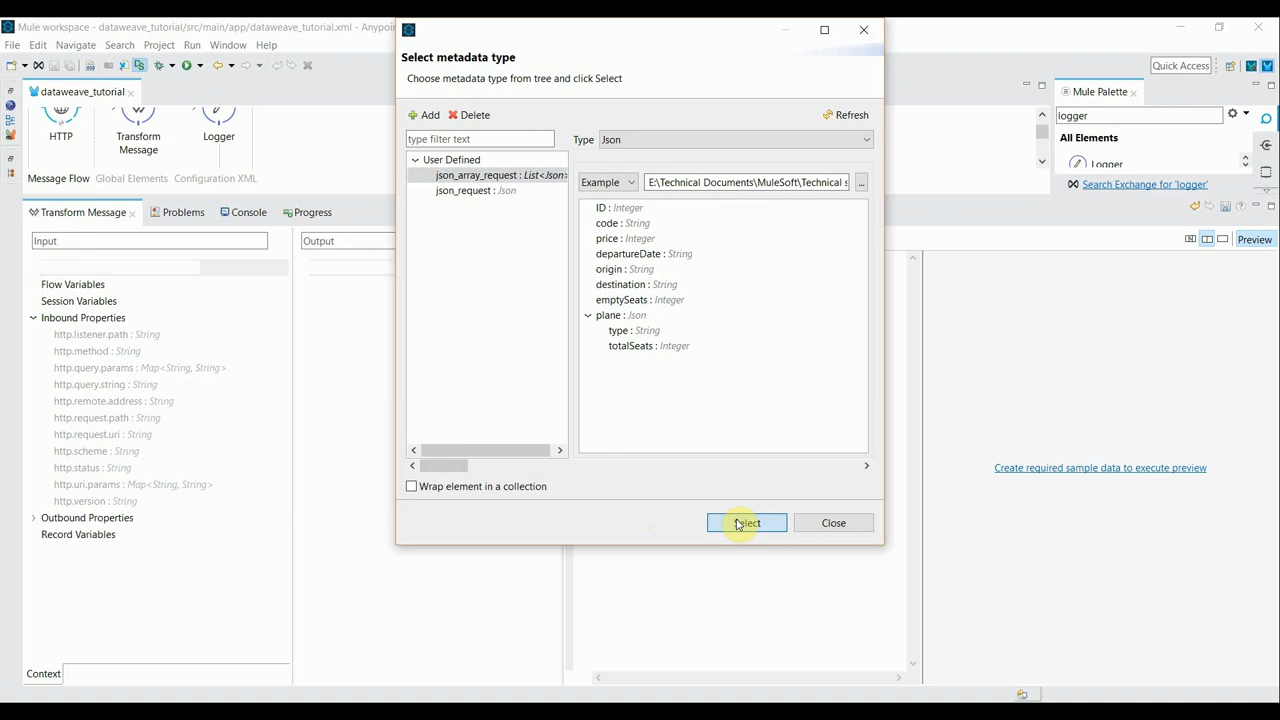 Mule workspace - dataweave_tutorial/src/main/app/dataweave_tutorial.xml - Anypoin
File Edit Navigate Search Project Run Window Help
Quick Access
dataweave_tutorial
HTTP
Transform
Message
Logger
Message Flow Global Elements Configuration XML
Mule Palette
logger
All Elements
Logger
Search Exchange for 'logger'
Transform Message Problems Console Progress
Input
Output
Preview
Flow Variables
Session Variables
Inbound Properties
http.listener.path : String
http.method : String
http.query.params : Map<String, String>
http.query.string : String
http.remote.address : String
http.request.path : String
http.request.uri : String
http.scheme : String
http.status : String
http.uri.params : Map<String, String>
http.version : String
Outbound Properties
Record Variables
Context
Create required sample data to execute preview
Select metadata type
Choose metadata type from tree and click Select
Add Delete
Refresh
type filter text
Type Json
User Defined
json_array_request : List<Json>
json_request : Json
Example E:\Technical Documents\MuleSoft\Technical s ...
ID : Integer
code : String
price : Integer
departureDate : String
origin : String
destination : String
emptySeats : Integer
plane : Json
type : String
totalSeats : Integer
Wrap element in a collection
Select
Close